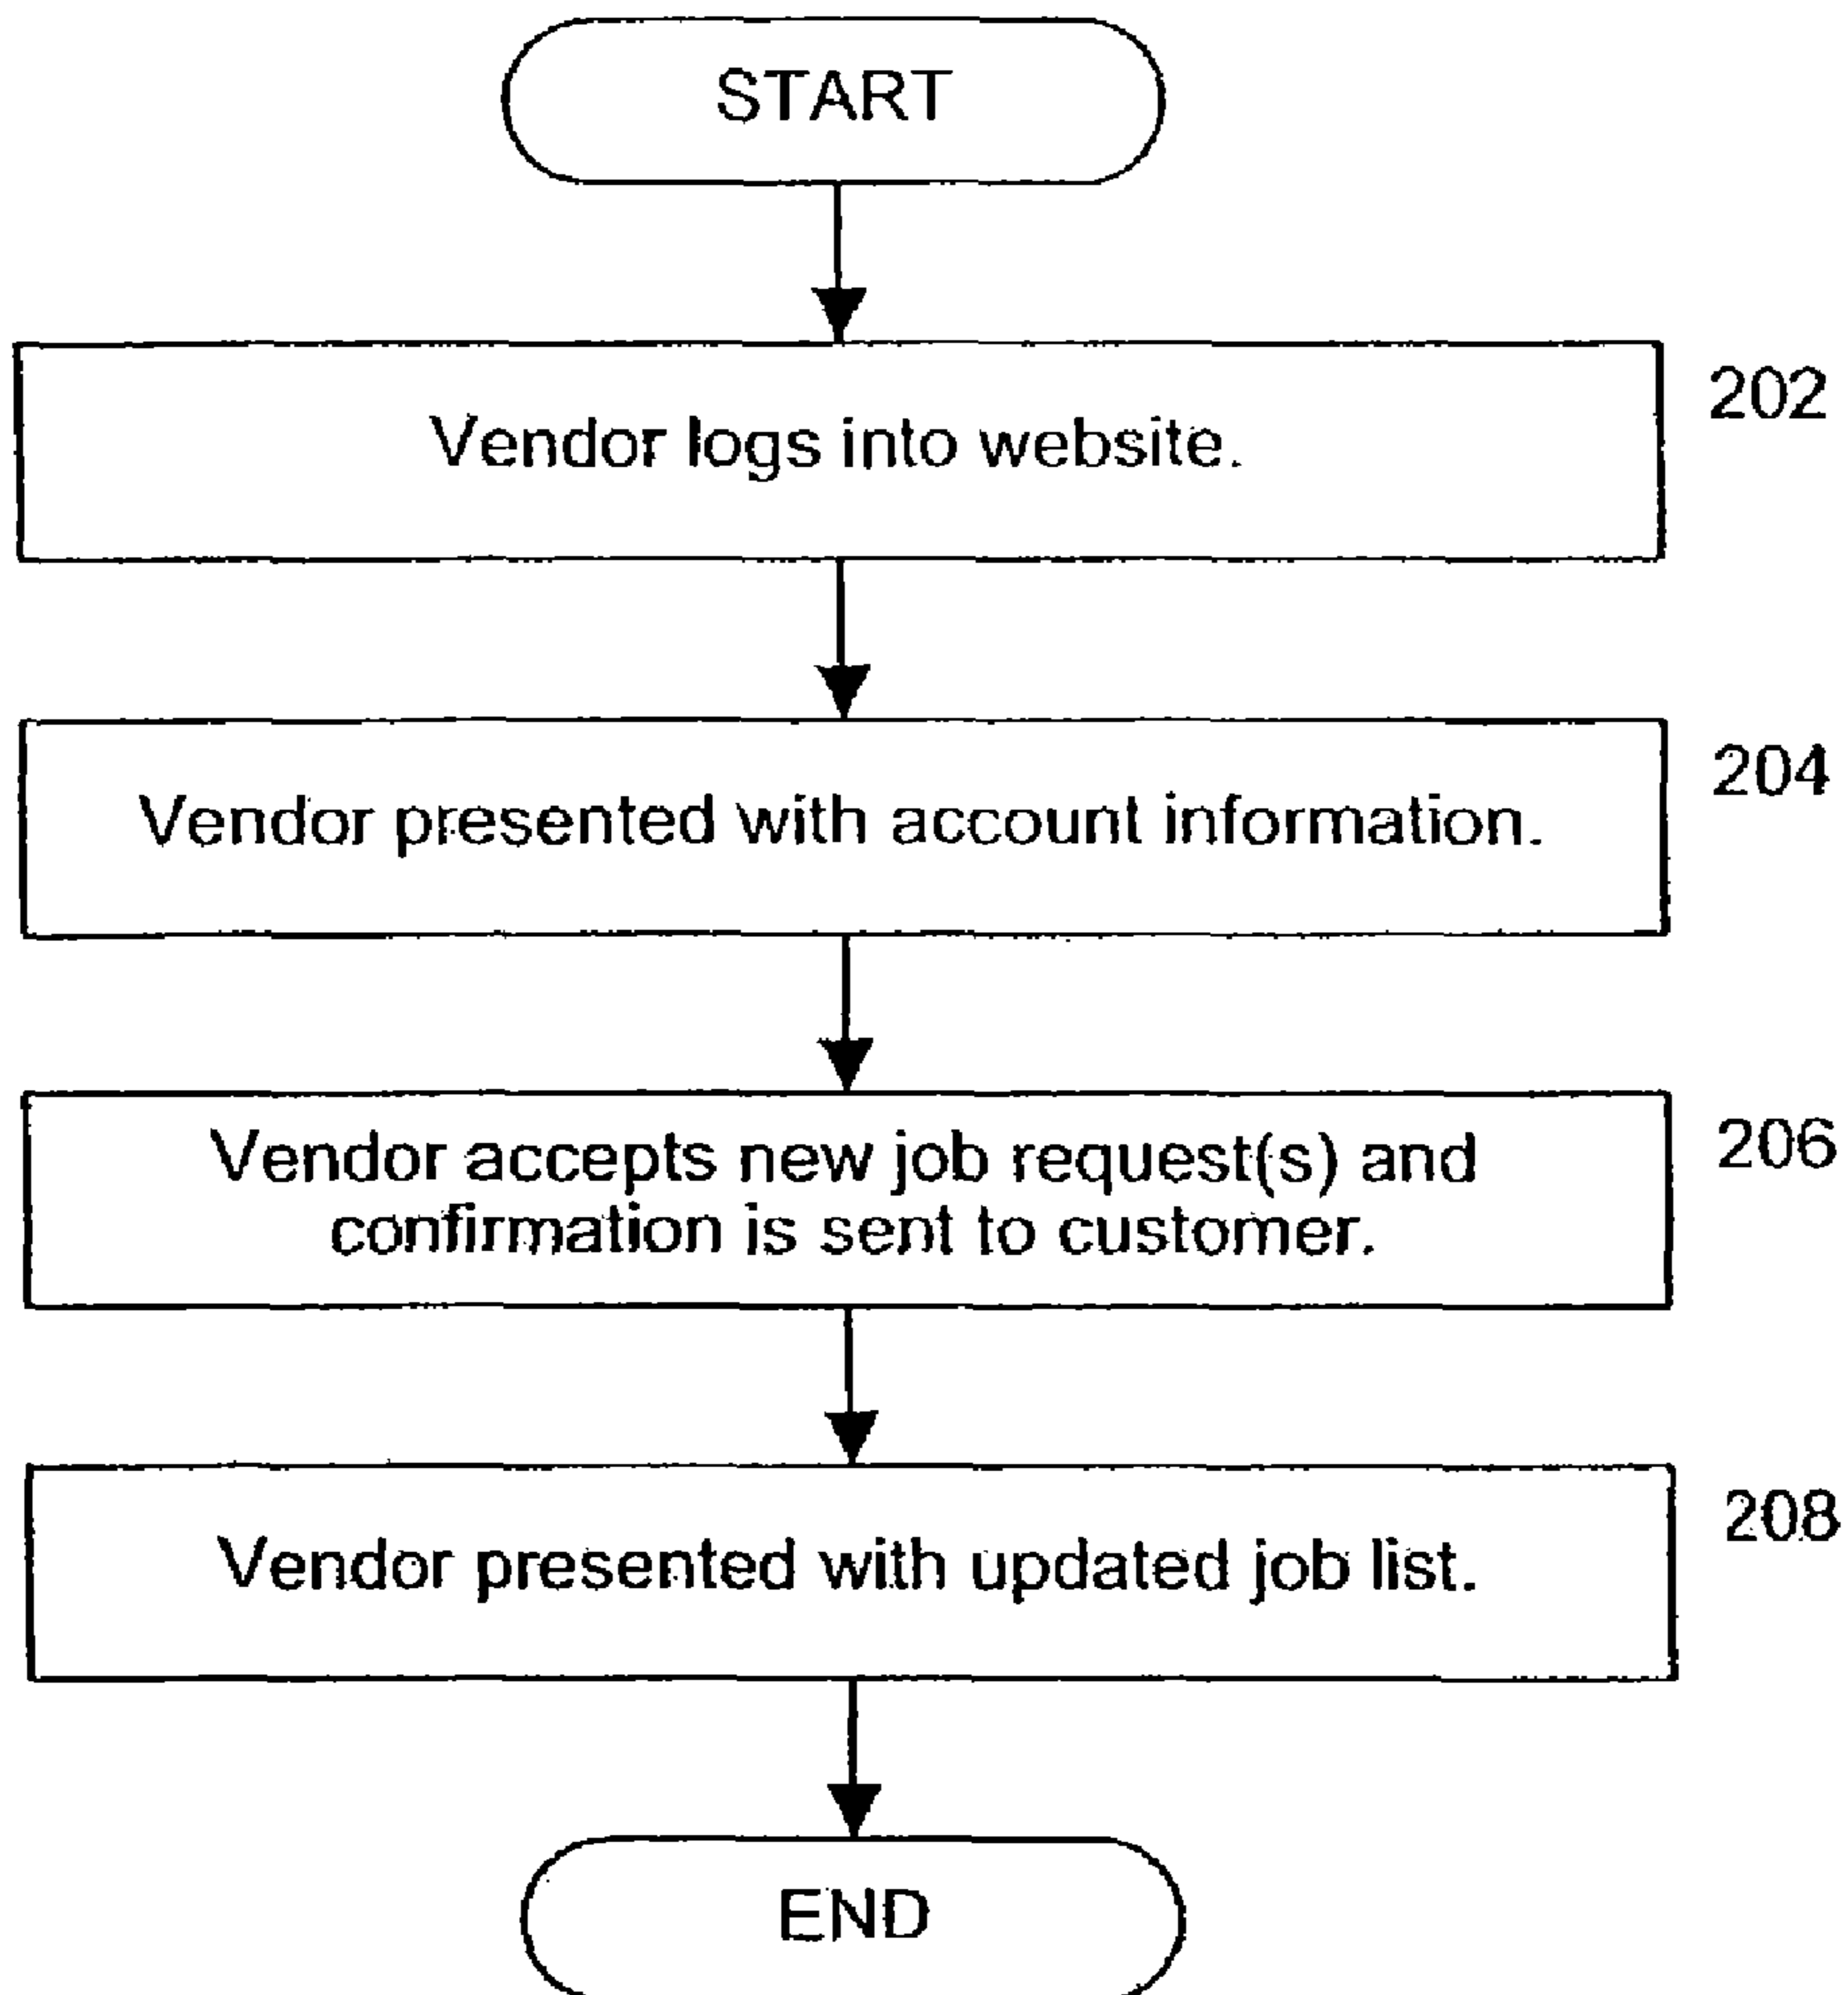 START
Vendor logs into website.
202
Vendor presented with account information.
204
Vendor accepts new job request(s) and
confirmation is sent to customer.
206
Vendor presented with updated job list.
208
END